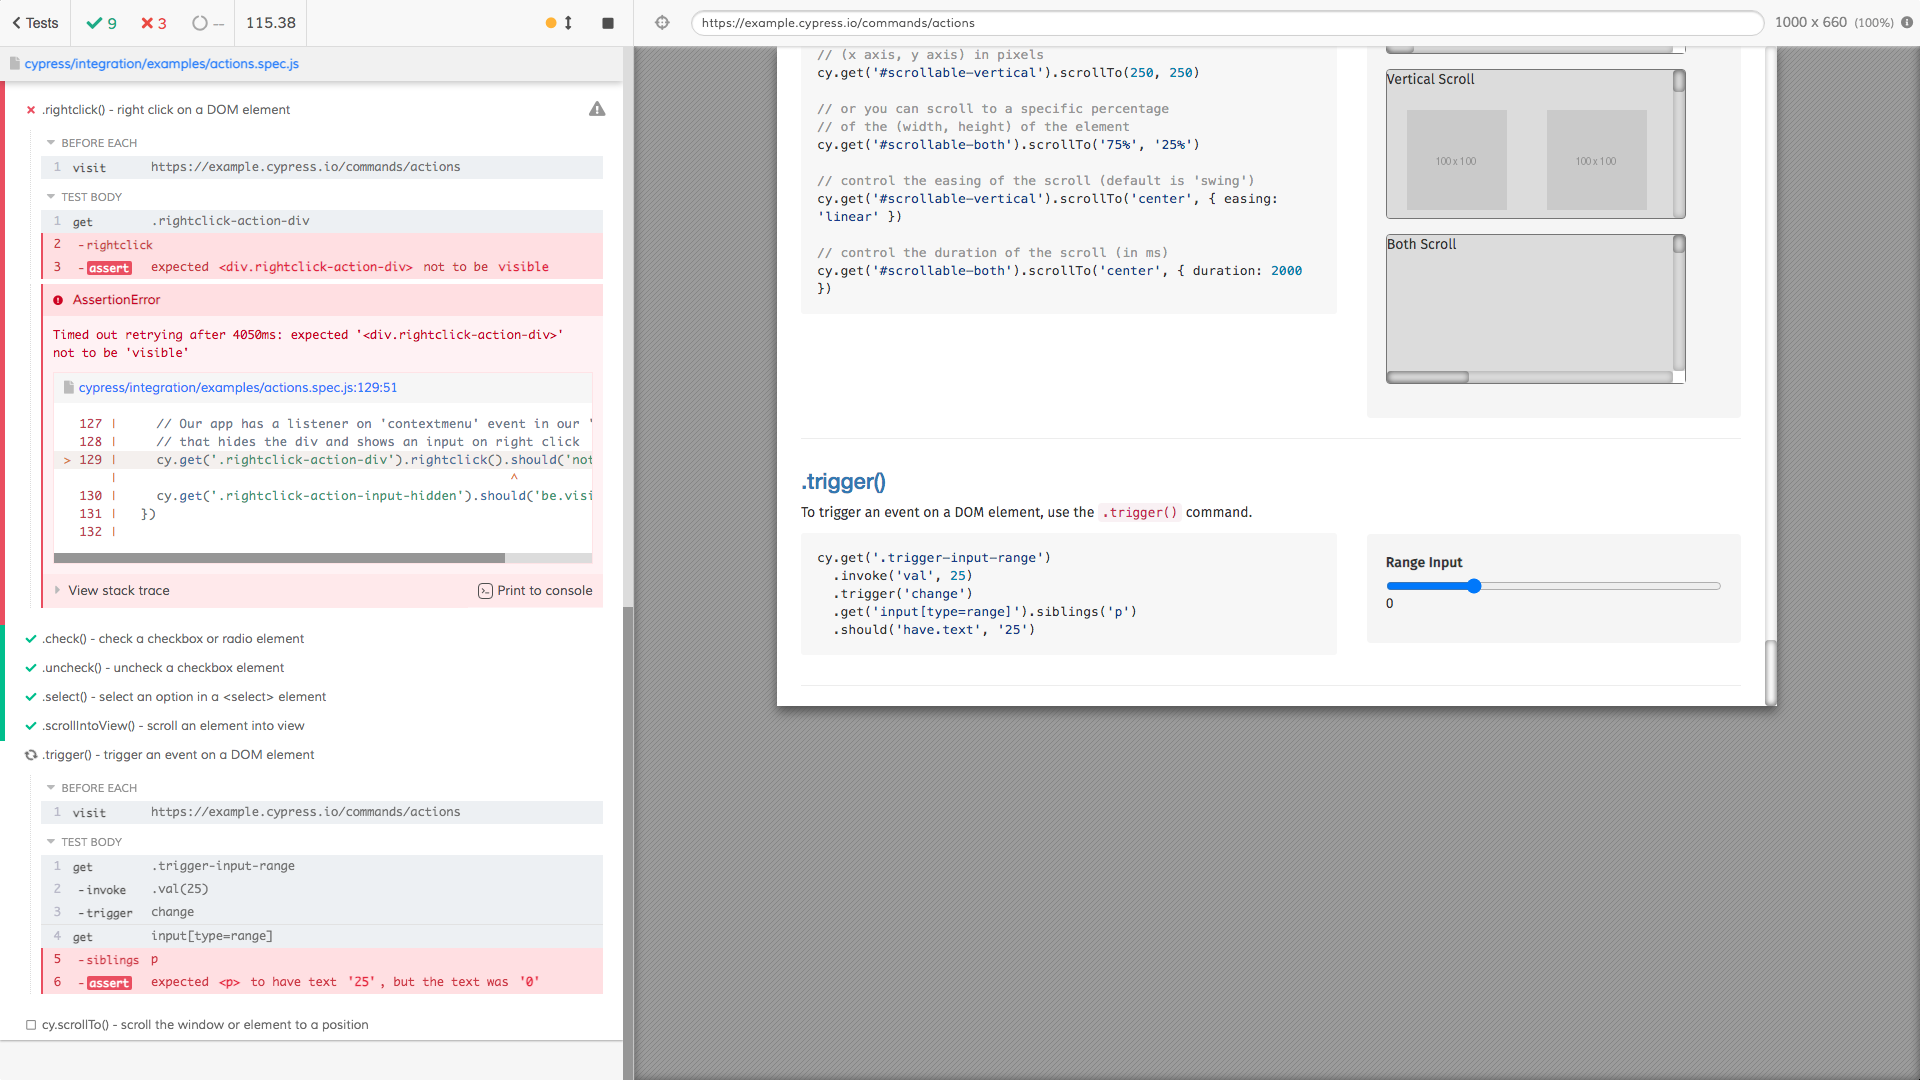 Tests
9
3
--
115.38
https://example.cypress.io/commands/actions
1000 x 660 (100%)
cypress/integration/examples/actions.spec.js
.rightclick() - right click on a DOM element
BEFORE EACH
1 visit https://example.cypress.io/commands/actions
TEST BODY
1 get .rightclick-action-div
2 -rightclick
3 -assert expected <div.rightclick-action-div> not to be visible
AssertionError
Timed out retrying after 4050ms: expected '<div.rightclick-action-div>'
not to be 'visible'
cypress/integration/examples/actions.spec.js:129:51
127 | // Our app has a listener on 'contextmenu' event in our '
128 | // that hides the div and shows an input on right click
> 129 | cy.get('.rightclick-action-div').rightclick().should('not
| ^
130 | cy.get('.rightclick-action-input-hidden').should('be.visi
131 | })
132 |
View stack trace
Print to console
.check() - check a checkbox or radio element
.uncheck() - uncheck a checkbox element
.select() - select an option in a <select> element
.scrollIntoView() - scroll an element into view
.trigger() - trigger an event on a DOM element
BEFORE EACH
1 visit https://example.cypress.io/commands/actions
TEST BODY
1 get .trigger-input-range
2 -invoke .val(25)
3 -trigger change
4 get input[type=range]
5 -siblings p
6 -assert expected <p> to have text '25', but the text was '0'
cy.scrollTo() - scroll the window or element to a position
// (x axis, y axis) in pixels
cy.get('#scrollable-vertical').scrollTo(250, 250)
// or you can scroll to a specific percentage
// of the (width, height) of the element
cy.get('#scrollable-both').scrollTo('75%', '25%')
// control the easing of the scroll (default is 'swing')
cy.get('#scrollable-vertical').scrollTo('center', { easing:
'linear' })
// control the duration of the scroll (in ms)
cy.get('#scrollable-both').scrollTo('center', { duration: 2000
})
Vertical Scroll
100 x 100
100 x 100
Both Scroll
.trigger()
To trigger an event on a DOM element, use the .trigger() command.
cy.get('.trigger-input-range')
.invoke('val', 25)
.trigger('change')
.get('input[type=range]').siblings('p')
.should('have.text', '25')
Range Input
0